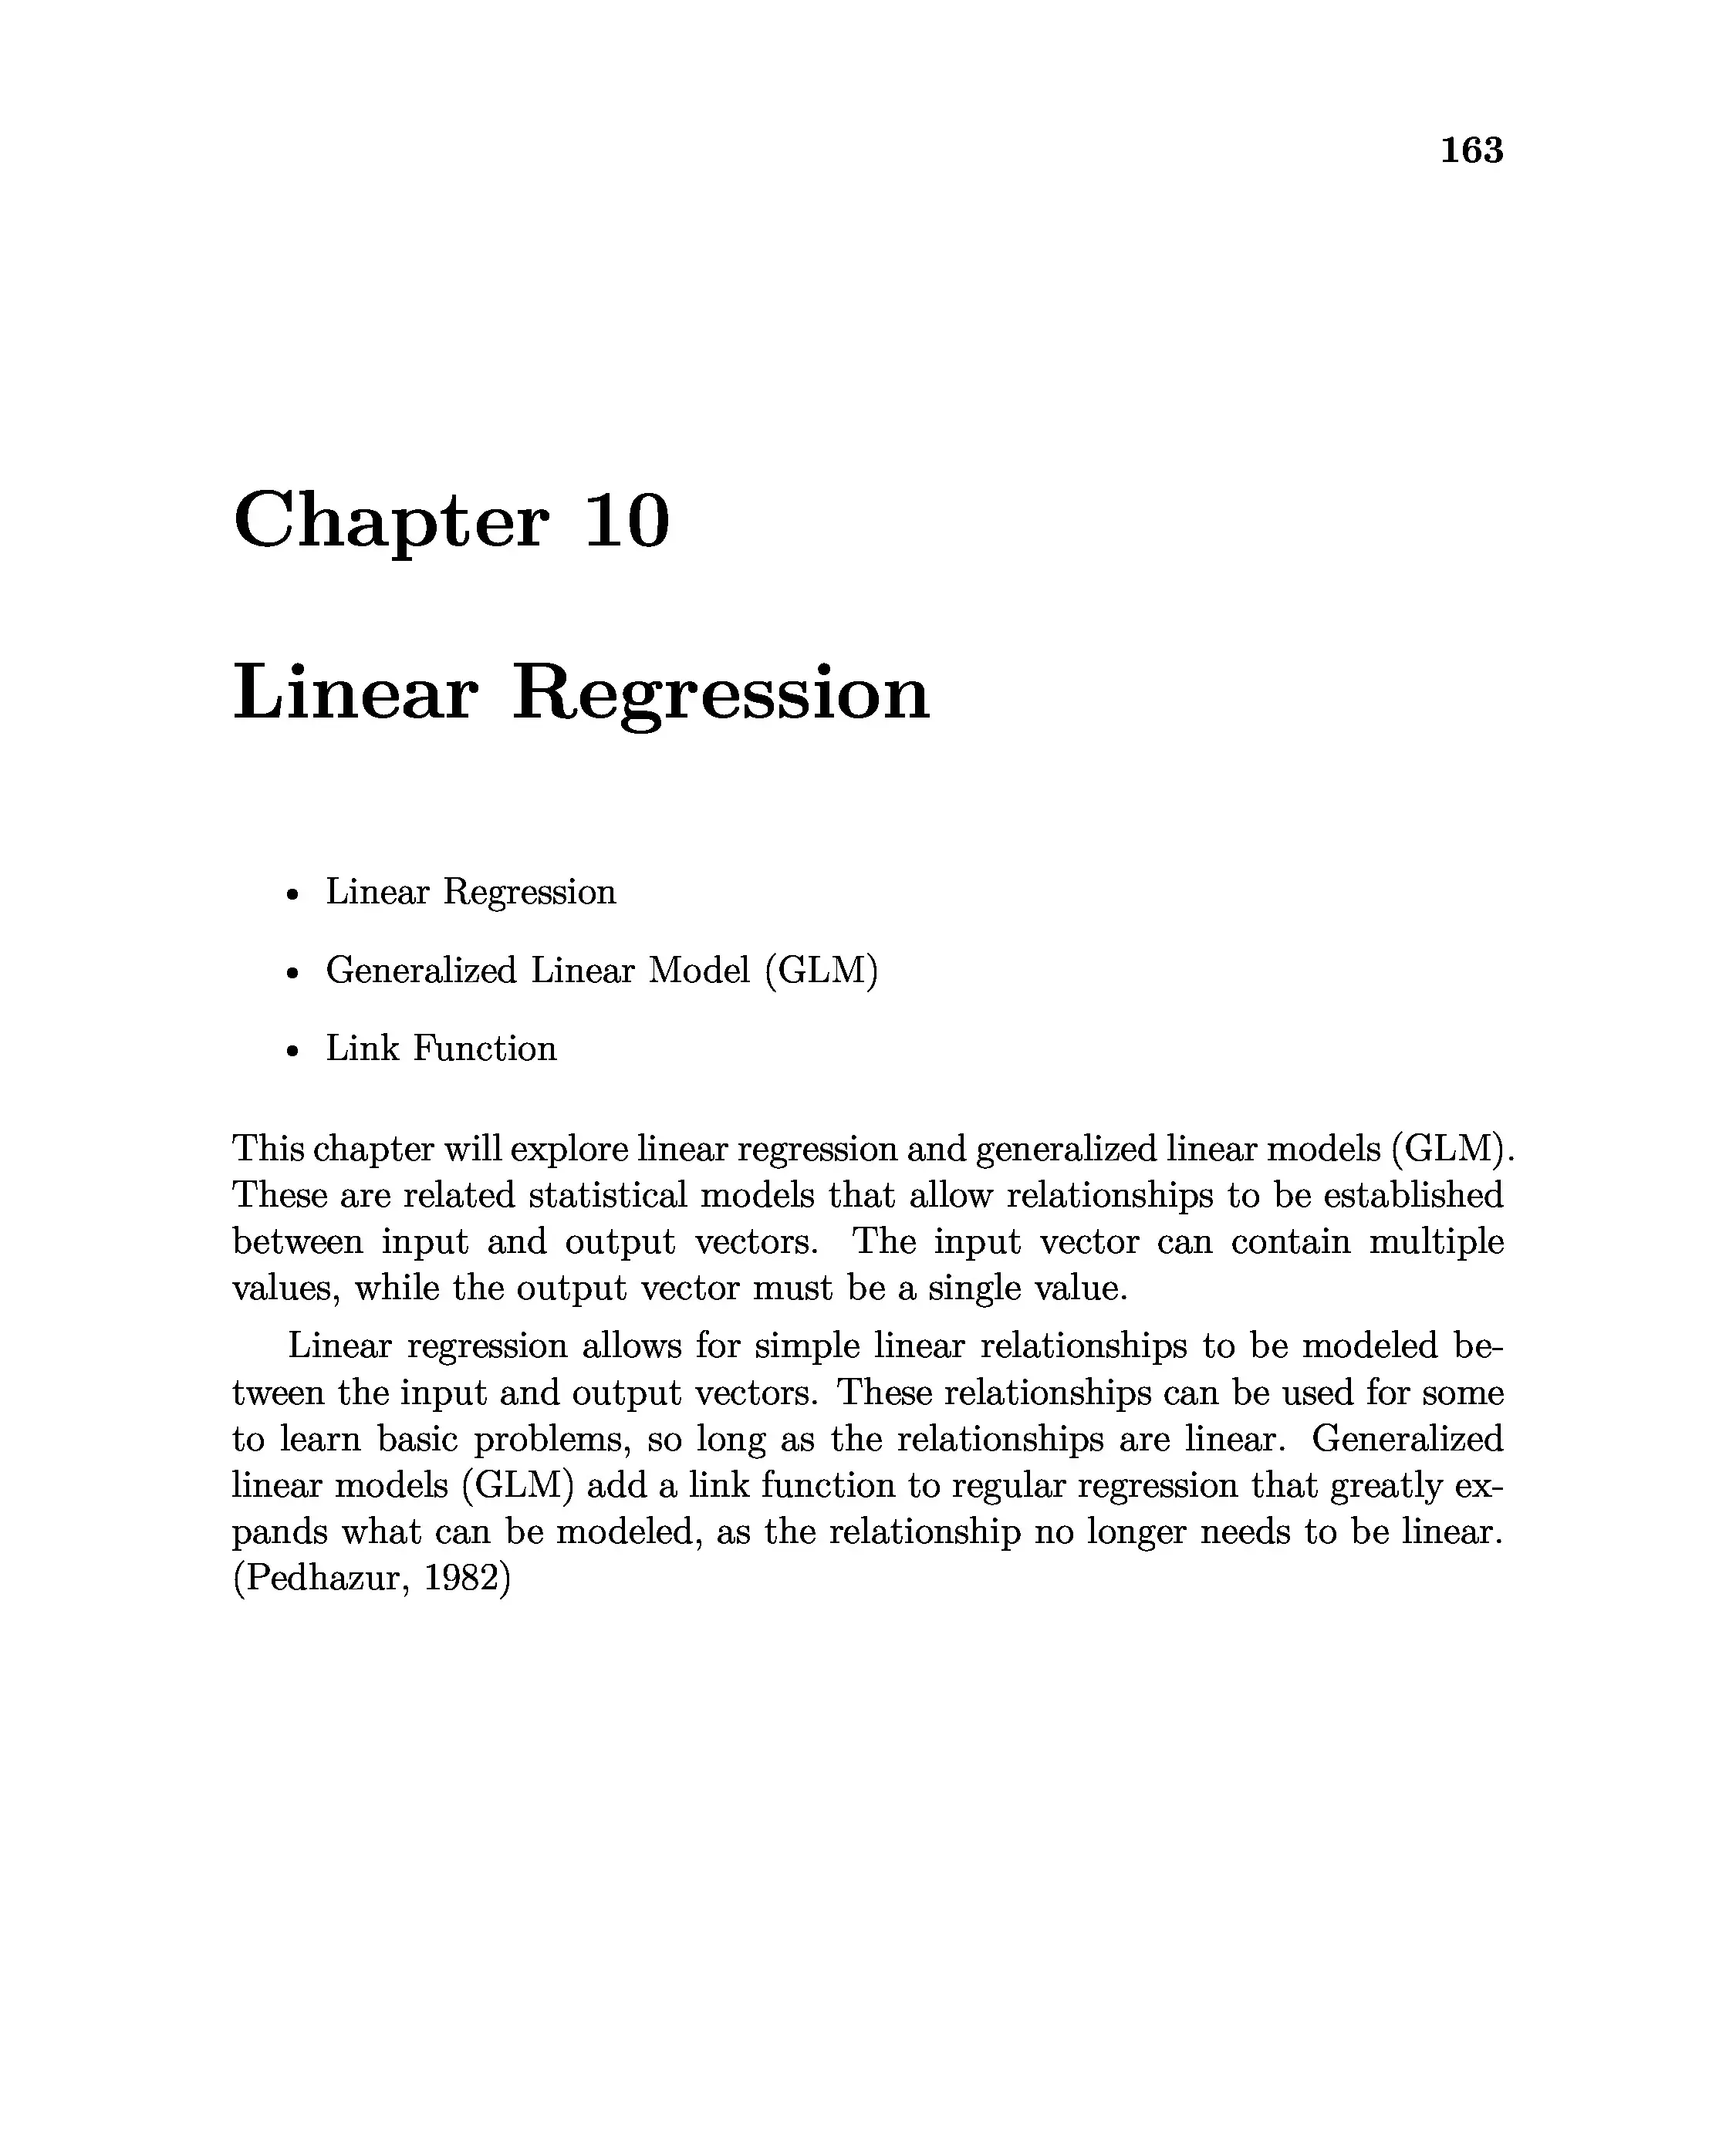 163
Chapter 10
Linear Regression
• Linear Regression
• Generalized Linear Model (GLM)
• Link Function
This chapter will explore linear regression and generalized linear models (GLM).
These are related statistical models that allow relationships to be established
between input and output vectors. The input vector can contain multiple
values, while the output vector must be a single value.
Linear regression allows for simple linear relationships to be modeled be-
tween the input and output vectors. These relationships can be used for some
to learn basic problems, so long as the relationships are linear. Generalized
linear models (GLM) add a link function to regular regression that greatly ex-
pands what can be modeled, as the relationship no longer needs to be linear.
(Pedhazur, 1982)